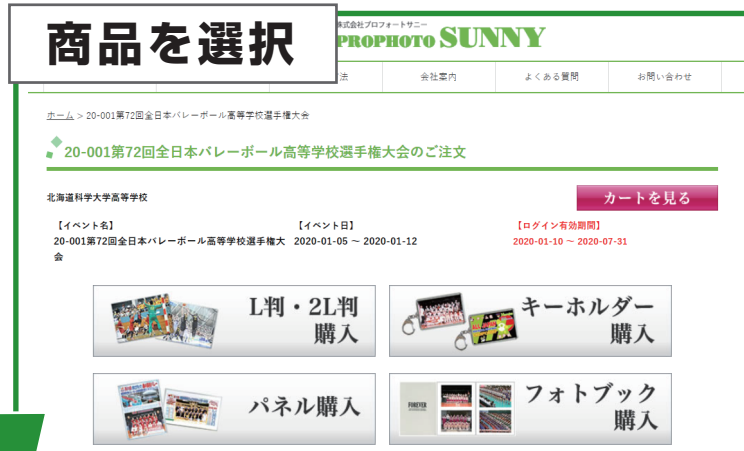 商品を選択
株式会社プロフォートサニー
PROPHOTO SUNNY
法
会社案内
よくある質問
お問い合わせ
ホーム > 20-001第72回全日本バレーボール高等学校選手権大会
20-001第72回全日本バレーボール高等学校選手権大会のご注文
北海道科学大学高等学校
カートを見る
【イベント名】
20-001第72回全日本バレーボール高等学校選手権大
会
【イベント日】
2020-01-05 ～ 2020-01-12
【ログイン有効期間】
2020-01-10 ～ 2020-07-31
L判・2L判
購入
キーホルダー
購入
パネル購入
FOREVER
フォトブック
購入